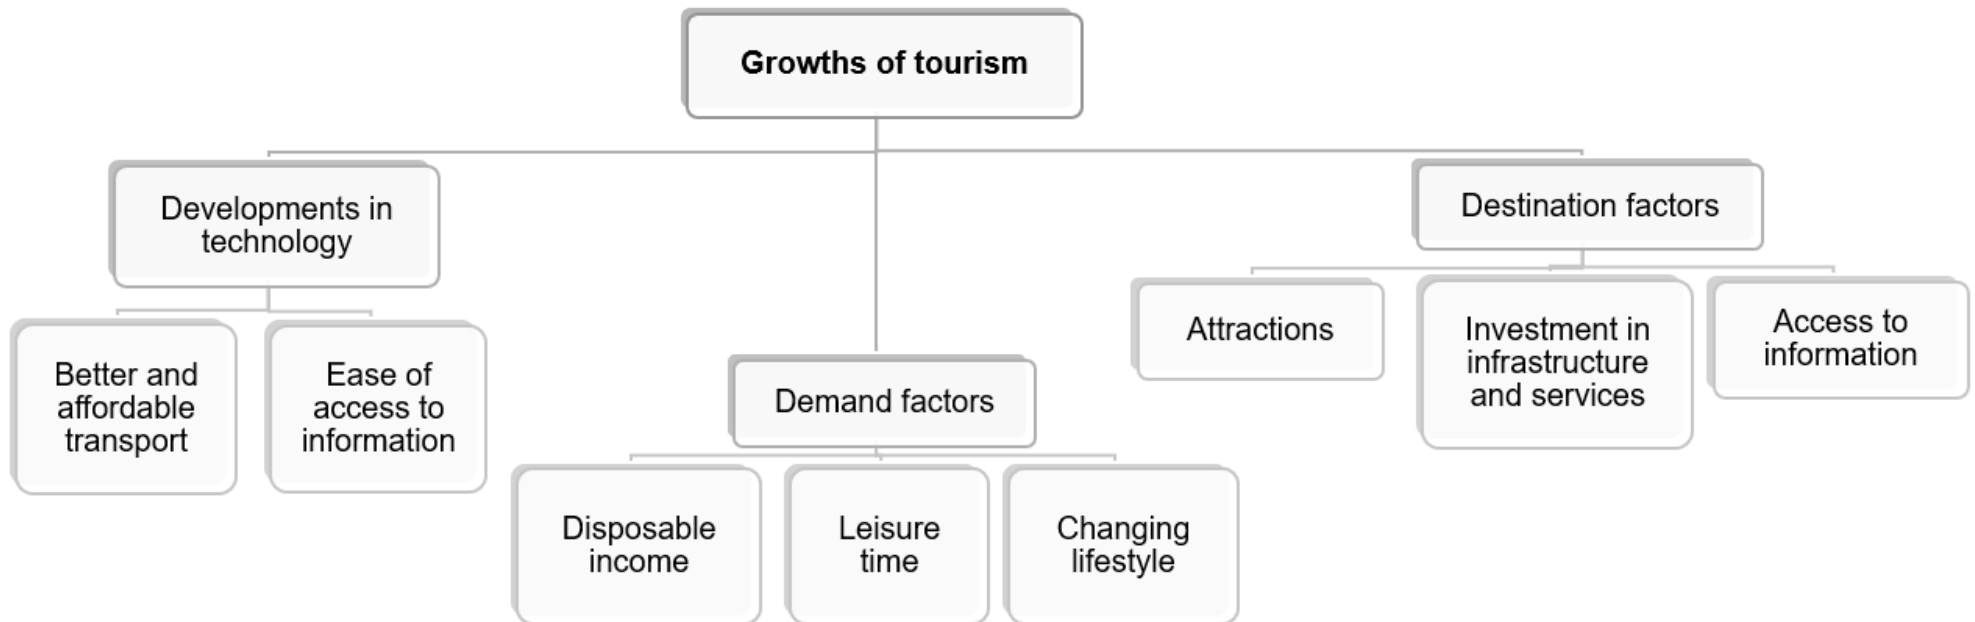 Growths of tourism
Developments in
technology
Better and
affordable
transport
Ease of
access to
information
Demand factors
Disposable
income
Leisure
time
Changing
lifestyle
Destination factors
Attractions
Investment in
infrastructure
and services
Access to
information